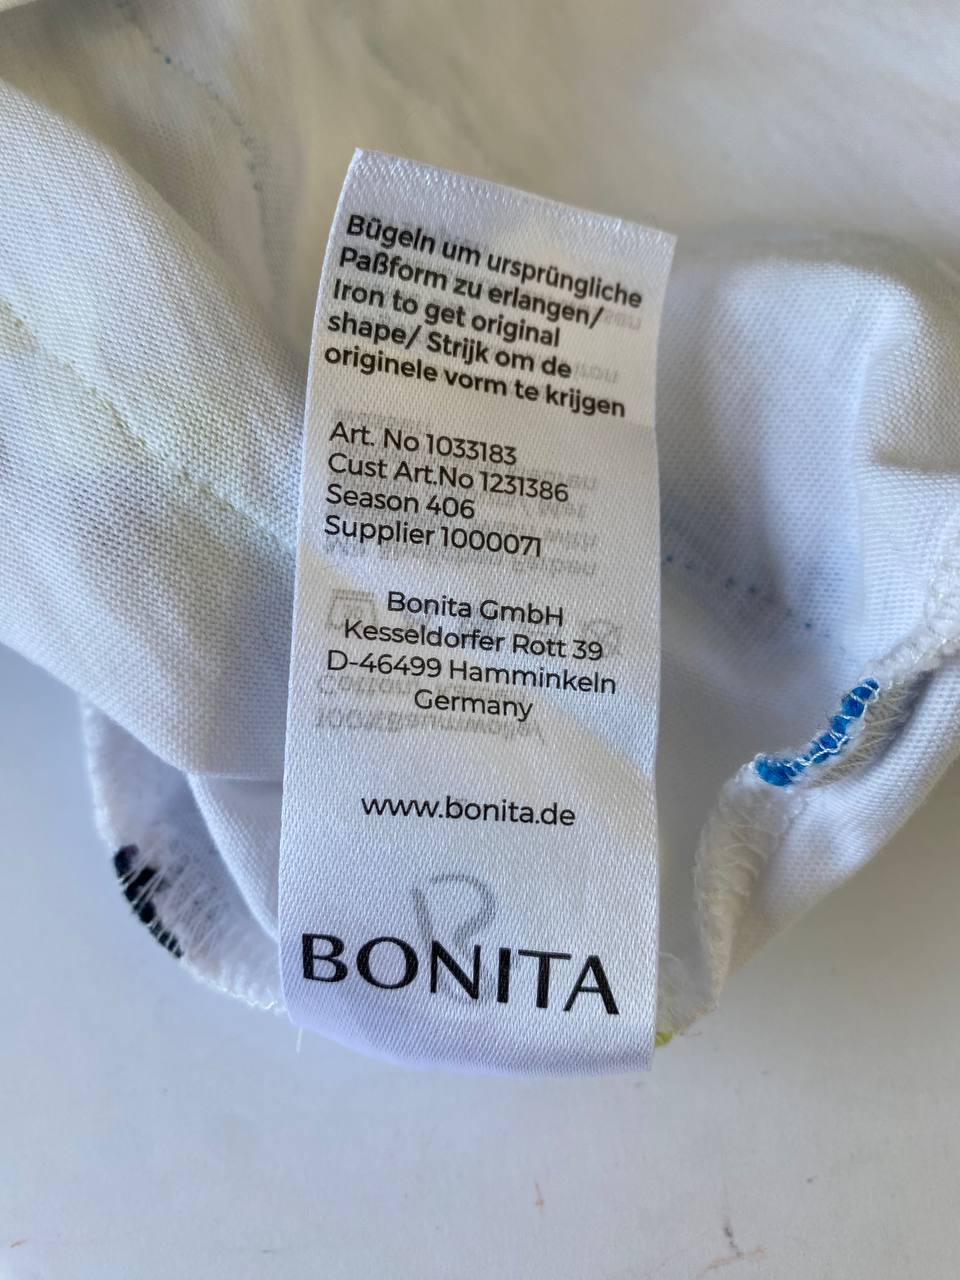 Bügeln um ursprüngliche
Paßform zu erlangen/
Iron to get original
shape/ Strijk om de
originele vorm te krijgen
Art. No 1033183
Cust Art.No 1231386
Season 406
Supplier 1000071
Bonita GmbH
Kesseldorfer Rott 39
D-46499 Hamminkeln
Germany
www.bonita.de
BONITA